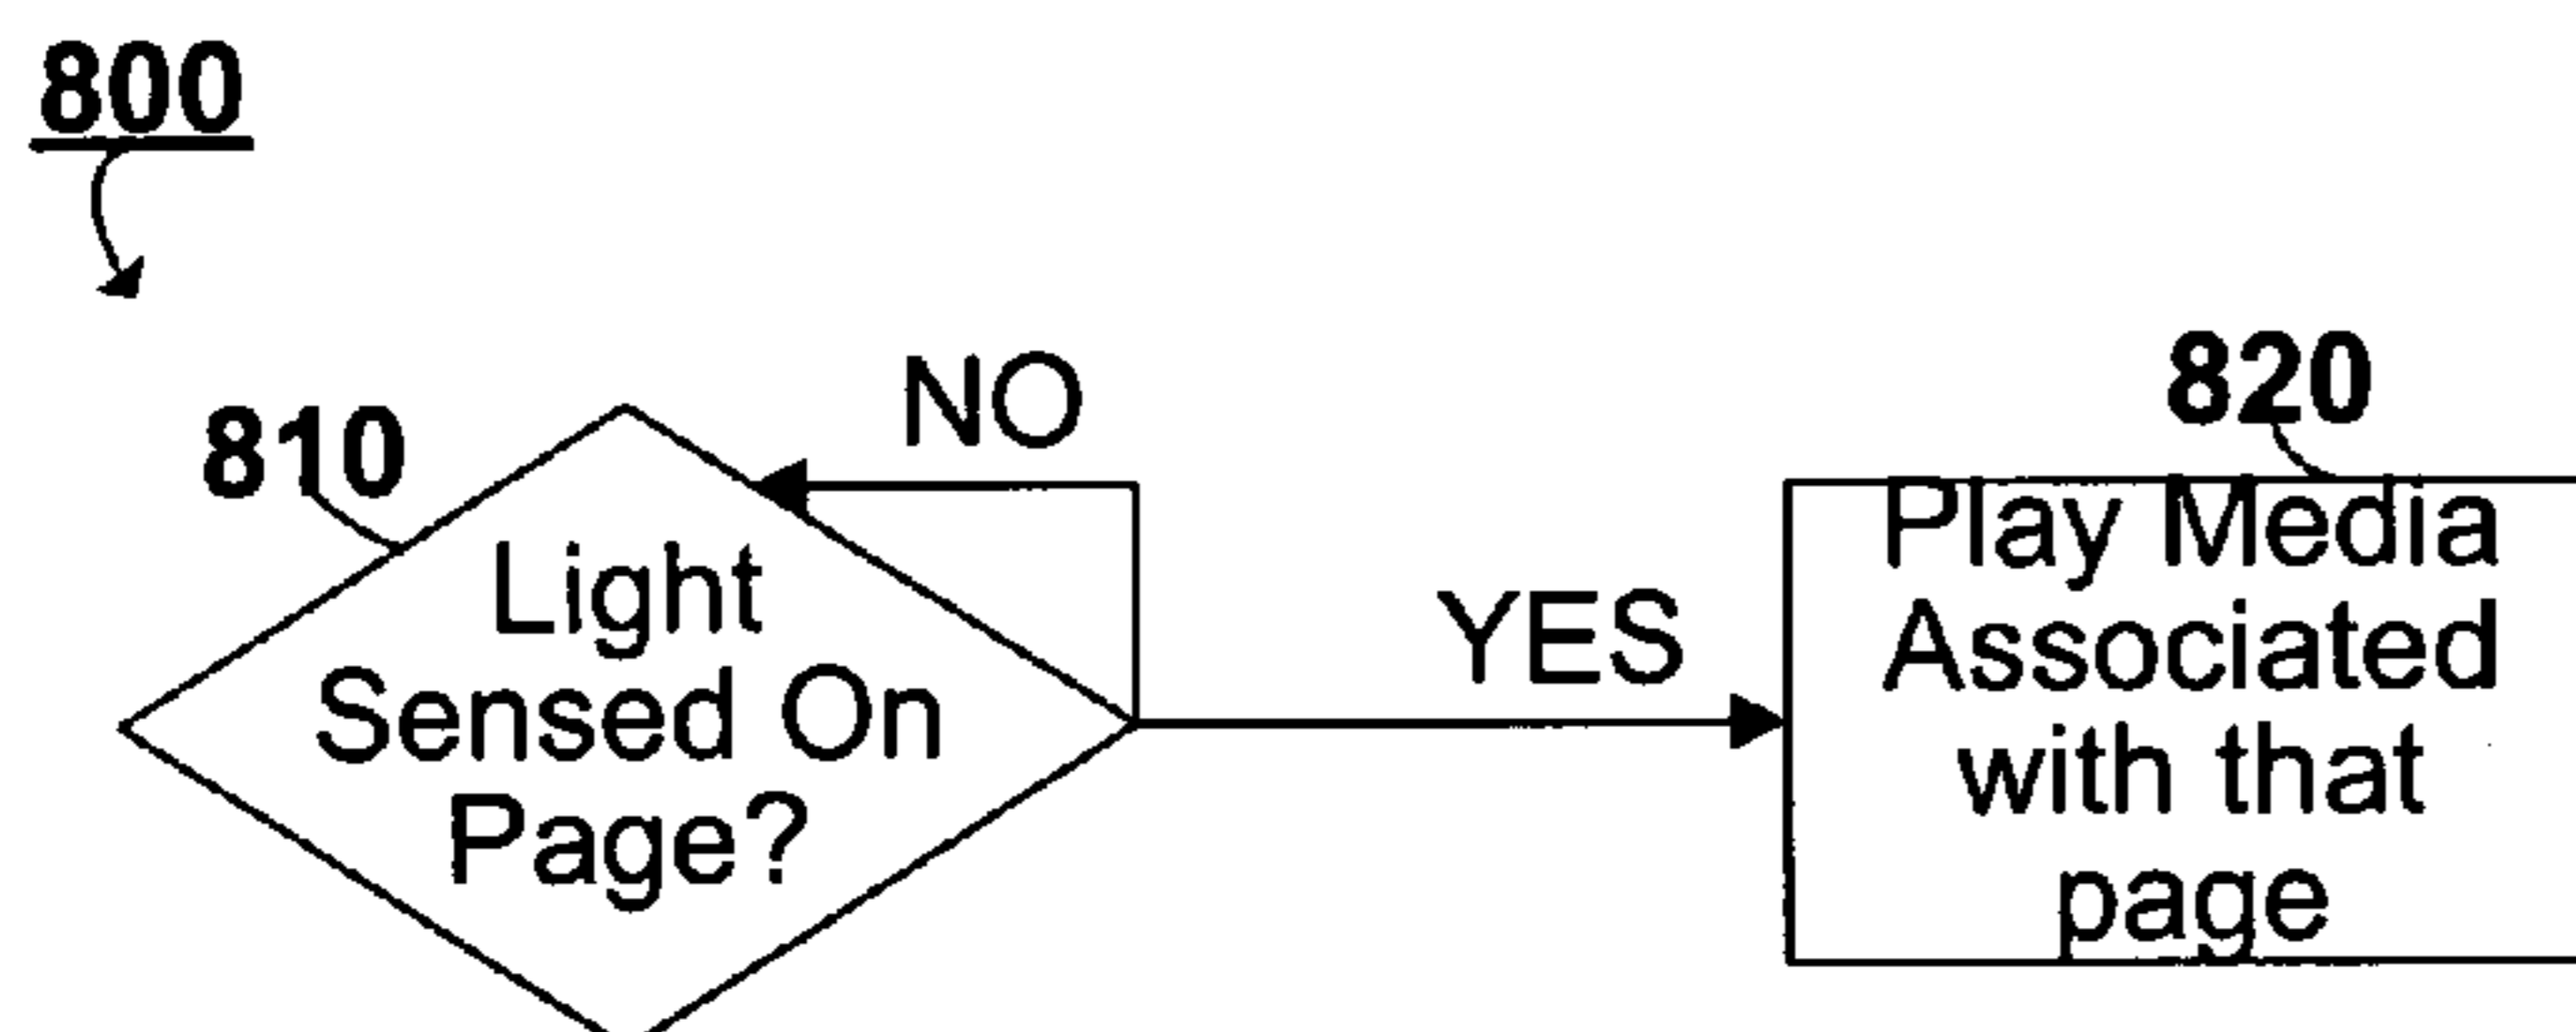 800
810
NO
Light
Sensed On
Page?
YES
820
Play Media
Associated
with that
page